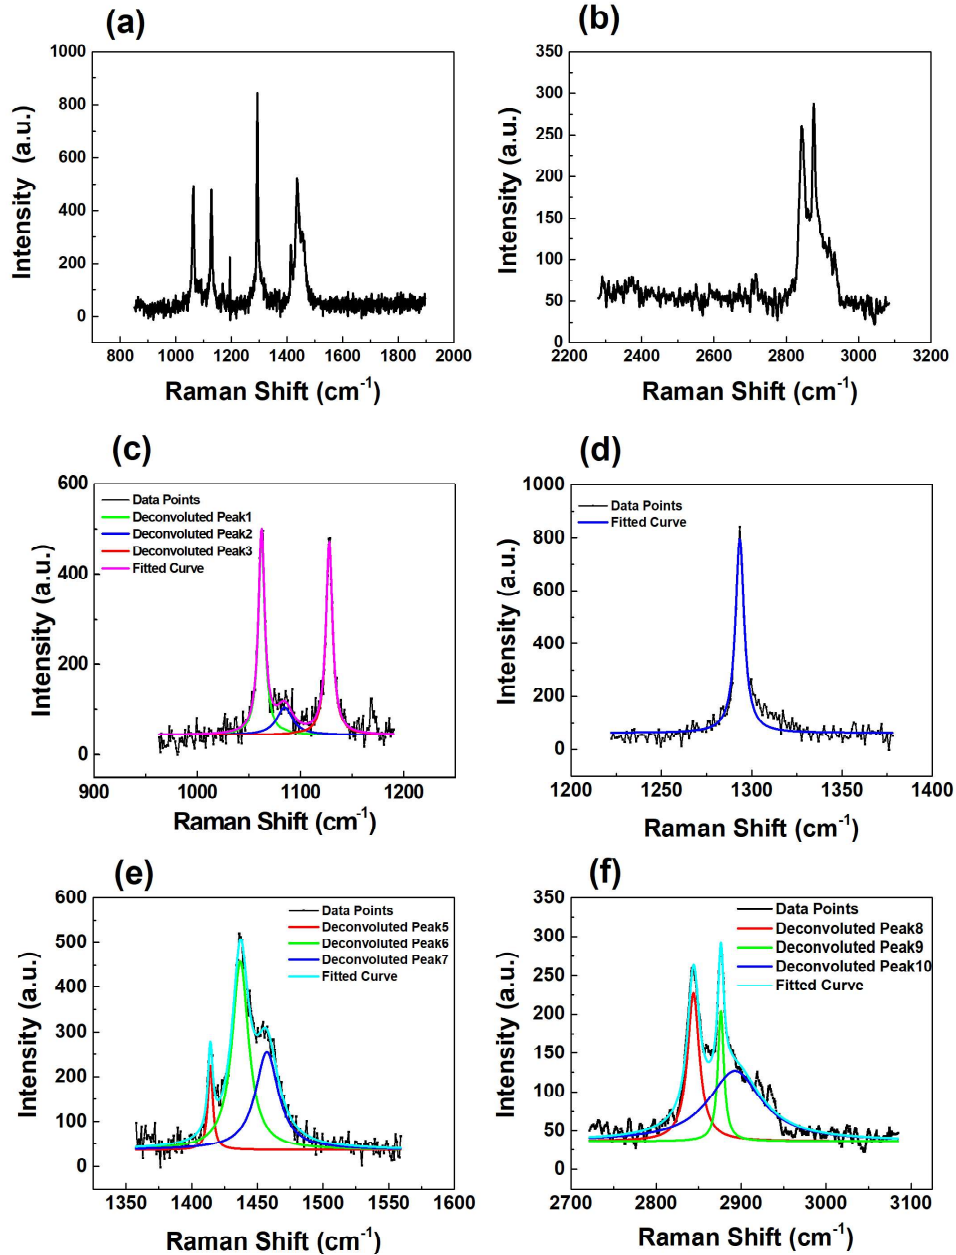 (a)
1000
800
600
400
200
0
800 1000 1200 1400 1600 1800 2000
Intensity (a.u.)
Raman Shift (cm-1)
(b)
350
300
250
200
150
100
50
0
2200 2400 2600 2800 3000 3200
Intensity (a.u.)
Raman Shift (cm-1)
(c)
600
400
200
0
900 1000 1100 1200
Data Points
Deconvoluted Peak1
Deconvoluted Peak2
Deconvoluted Peak3
Fitted Curve
Intensity (a.u.)
Raman Shift (cm-1)
(d)
1000
800
600
400
200
0
1200 1250 1300 1350 1400
Data Points
Fitted Curve
Intensity (a.u.)
Raman Shift (cm-1)
(e)
600
500
400
300
200
100
0
1350 1400 1450 1500 1550 1600
Data Points
Deconvoluted Peak5
Deconvoluted Peak6
Deconvoluted Peak7
Fitted Curve
Intensity (a.u.)
Raman Shift (cm-1)
(f)
350
300
250
200
150
100
50
0
2700 2800 2900 3000 3100
Data Points
Deconvoluted Peak8
Deconvoluted Peak9
Deconvoluted Peak10
Fitted Curve
Intensity (a.u.)
Raman Shift (cm-1)